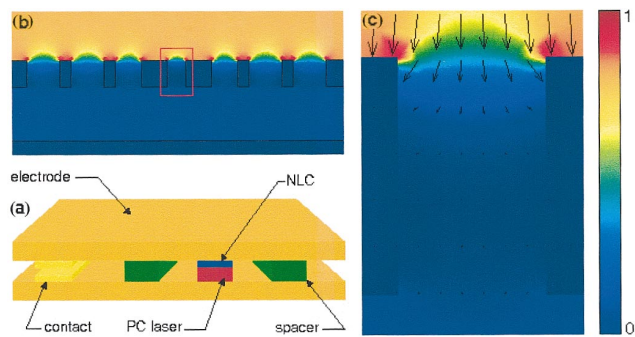 (b)
(c)
1
electrode
NLC
(a)
contact
PC laser
spacer
0